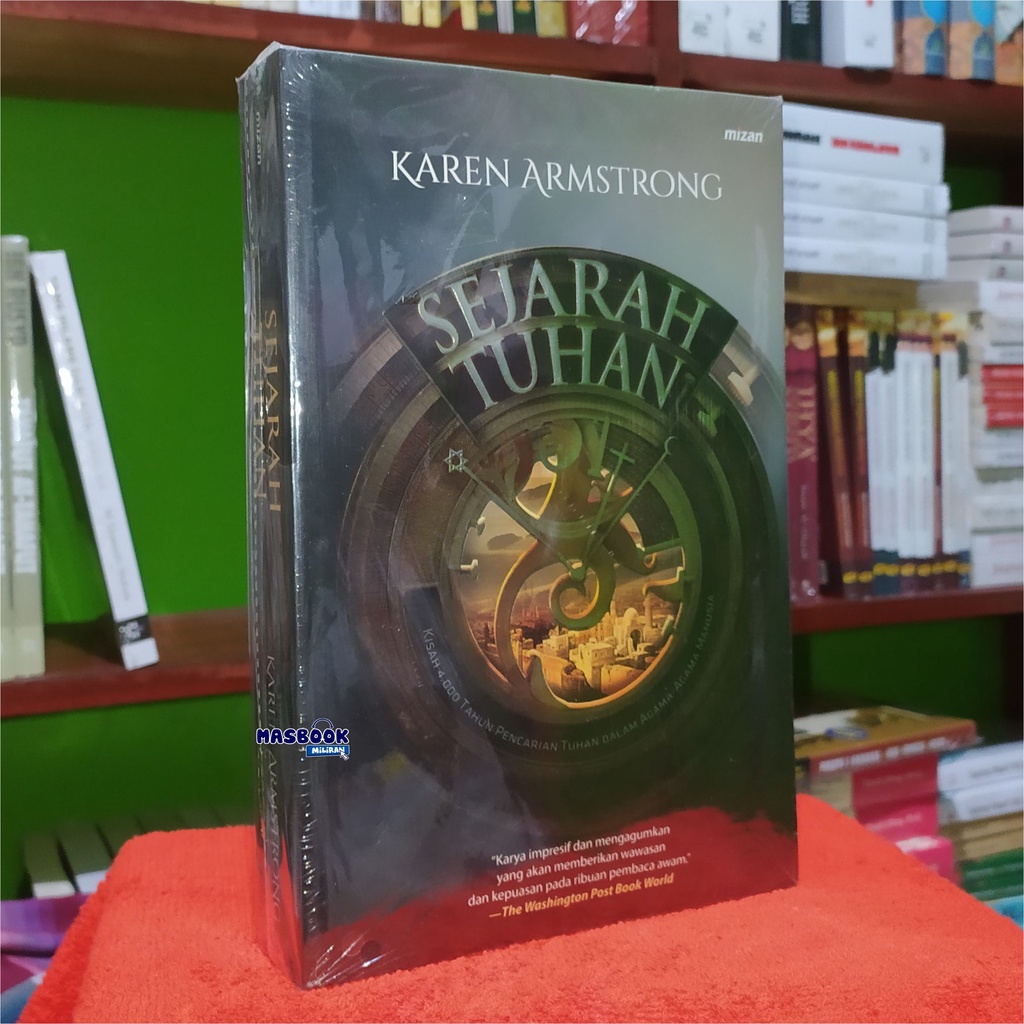 mizan
KAREN ARMSTRONG
SEJARAH
TUHAN
KISAH 4.000 TAHUN PENCARIAN TUHAN DALAM AGAMA-AGAMA MANUSIA
"Karya impresif dan mengagumkan
yang akan memberikan wawasan
dan kepuasan pada ribuan pembaca awam."
—The Washington Post Book World
mizan
SEJARAH
TUHAN
KAREN ARMSTRONG
MASBOOK
MILIRAN